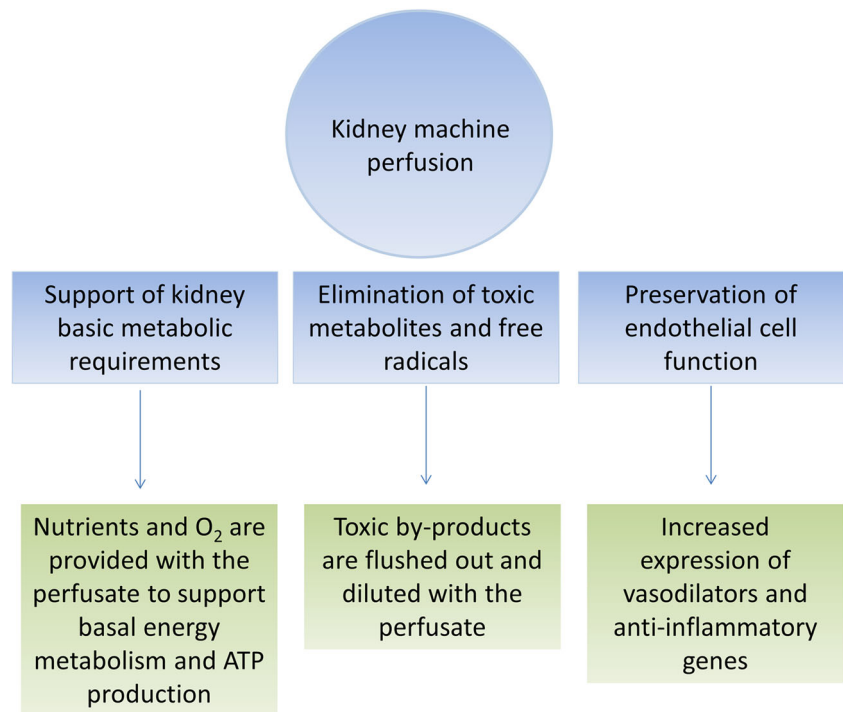 Kidney machine
perfusion
Support of kidney
basic metabolic
requirements
Elimination of toxic
metabolites and free
radicals
Preservation of
endothelial cell
function
Nutrients and O₂ are
provided with the
perfusate to support
basal energy
metabolism and ATP
production
Toxic by-products
are flushed out and
diluted with the
perfusate
Increased
expression of
vasodilators and
anti-inflammatory
genes